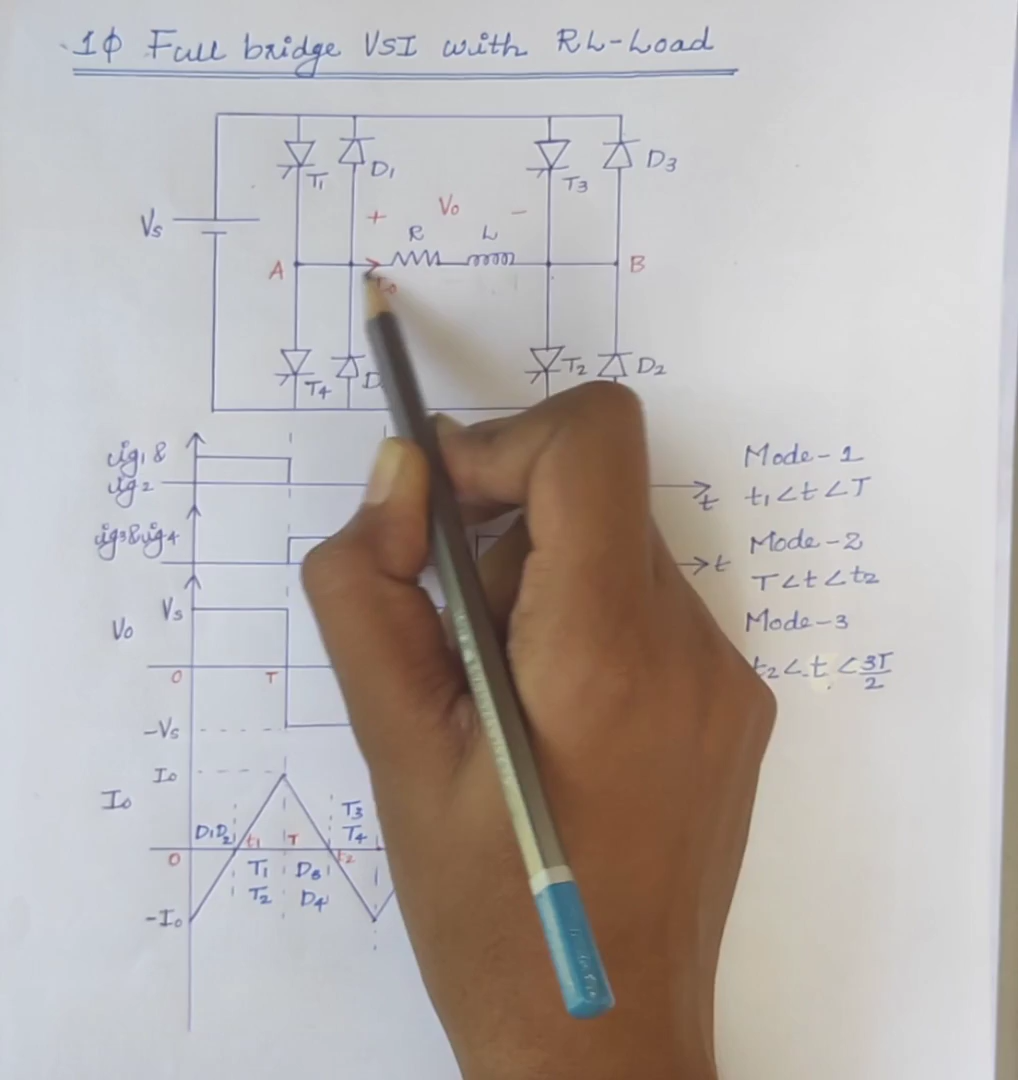 1φ Full bridge VSI with RL-Load
T1 D1 T3 D3
Vs
+ Vo -
R L
A B
Io
T4 D T2 D2
ig1 &
ig2
t
ig3 & ig4
t
Vs
Vo
0 T
-Vs
Io
Io
D1D2 t1 T T3
T4
0 t2
T1 D3
T2 D4
-Io
Mode-1
t1<t<T
Mode-2
T<t<t2
Mode-3
t2<t<3T/2